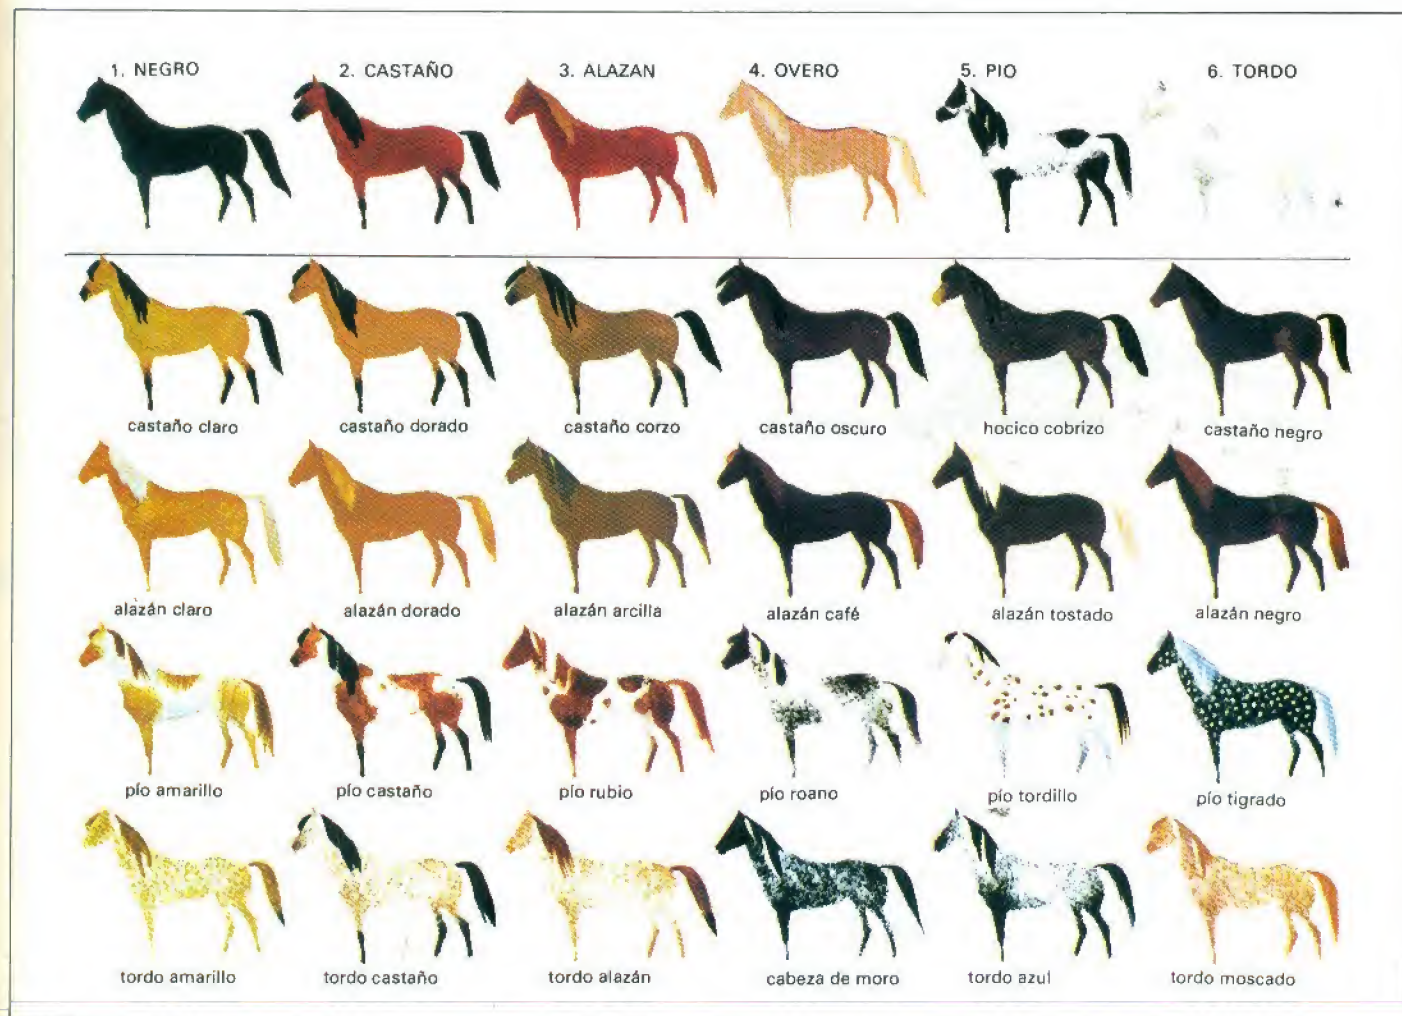 1. NEGRO 2. CASTAÑO 3. ALAZAN 4. OVERO 5. PIO 6. TORDO
castaño claro castaño dorado castaño corzo castaño oscuro hocico cobrizo castaño negro
alazán claro alazán dorado alazán arcilla alazán café alazán tostado alazán negro
pío amarillo pío castaño pío rubio pío roano pío tordillo pío tigrado
tordo amarillo tordo castaño tordo alazán cabeza de moro tordo azul tordo moscado